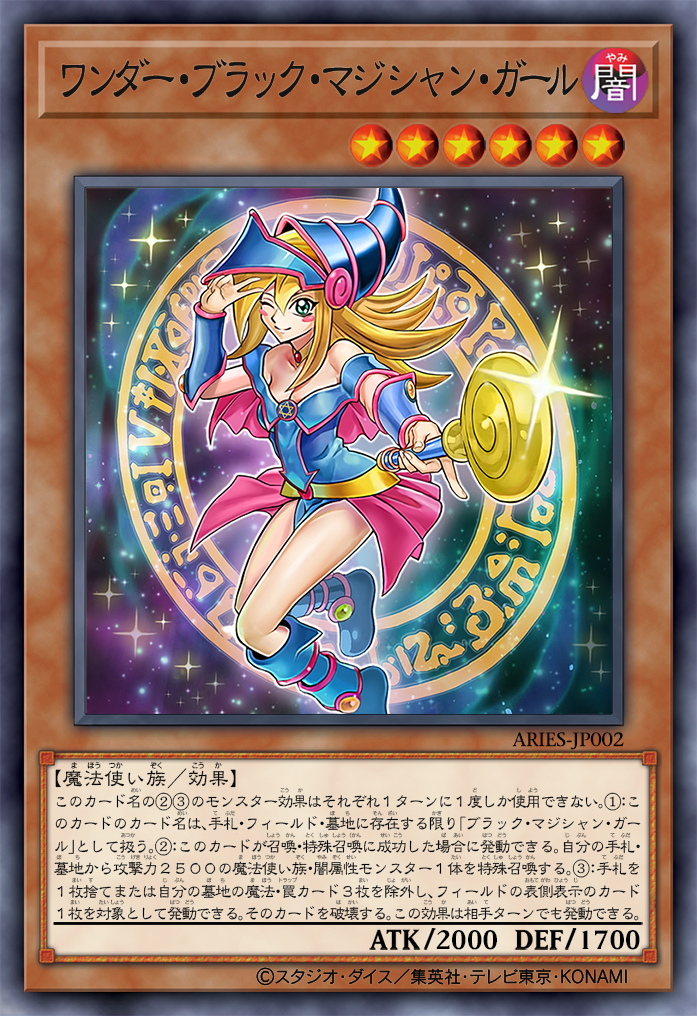 ワンダー・ブラック・マジシャン・ガール
やみ
闇
ARIES-JP002
まほうつか ぞく こうか
【魔法使い族／効果】
このカード名の②③のモンスター効果はそれぞれ1ターンに1度しか使用できない。①：こ
のカードのカード名は、手札・フィールド・墓地に存在する限り「ブラック・マジシャン・ガー
ル」として扱う。②：このカードが召喚・特殊召喚に成功した場合に発動できる。自分の手札・
墓地から攻撃力2500の魔法使い族・闇属性モンスター1体を特殊召喚する。③：手札を
1枚捨てまたは自分の墓地の魔法・罠カード3枚を除外し、フィールドの表側表示のカード
1枚を対象として発動できる。そのカードを破壊する。この効果は相手ターンでも発動できる。
ATK/2000 DEF/1700
©スタジオ・ダイス／集英社・テレビ東京・KONAMI